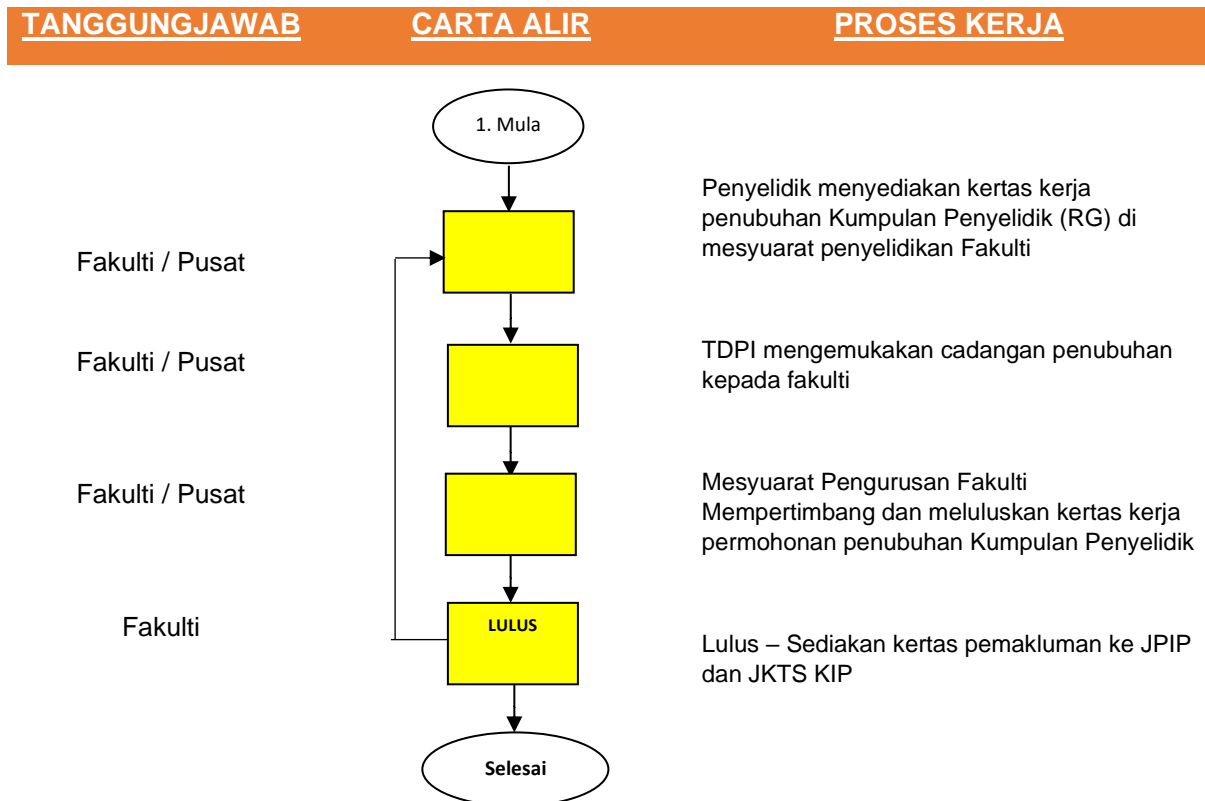 TANGGUNGJAWAB
CARTA ALIR
PROSES KERJA
1. Mula
Fakulti / Pusat
Penyelidik menyediakan kertas kerja
penubuhan Kumpulan Penyelidik (RG) di
mesyuarat penyelidikan Fakulti
Fakulti / Pusat
TDPI mengemukakan cadangan penubuhan
kepada fakulti
Fakulti / Pusat
Mesyuarat Pengurusan Fakulti
Mempertimbang dan meluluskan kertas kerja
permohonan penubuhan Kumpulan Penyelidik
Fakulti
LULUS
Lulus – Sediakan kertas pemakluman ke JPIP
dan JKTS KIP
Selesai